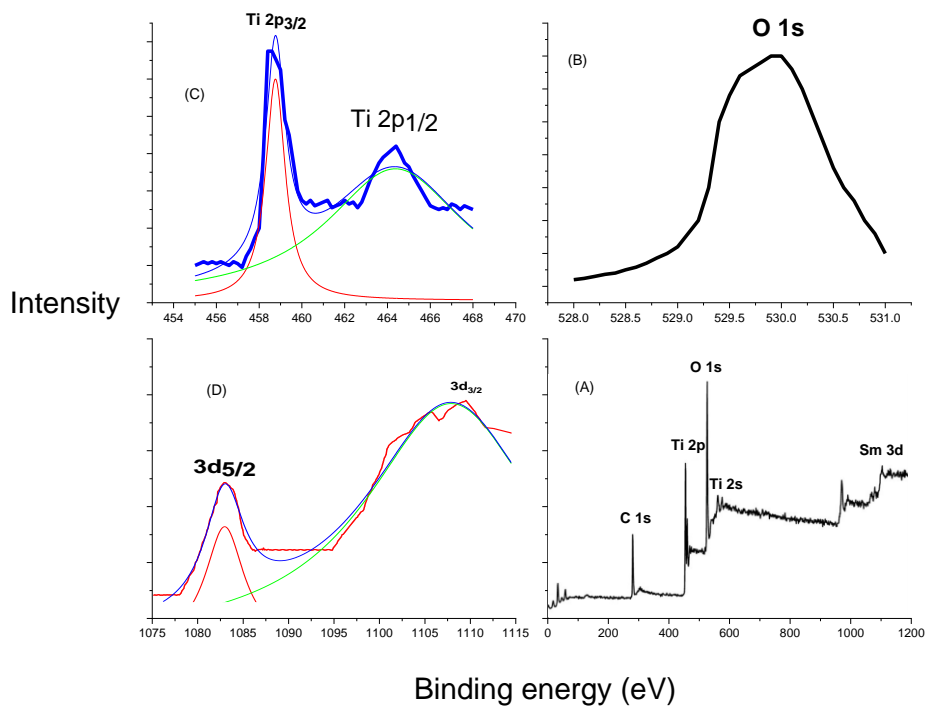 Ti 2p3/2
(C)
Ti 2p1/2
454 456 458 460 462 464 466 468 470
O 1s
(B)
528.0 528.5 529.0 529.5 530.0 530.5 531.0
Intensity
(D)
3d5/2
3d3/2
1075 1080 1085 1090 1095 1100 1105 1110 1115
(A)
O 1s
Ti 2p
Ti 2s
C 1s
Sm 3d
0 200 400 600 800 1000 1200
Binding energy (eV)